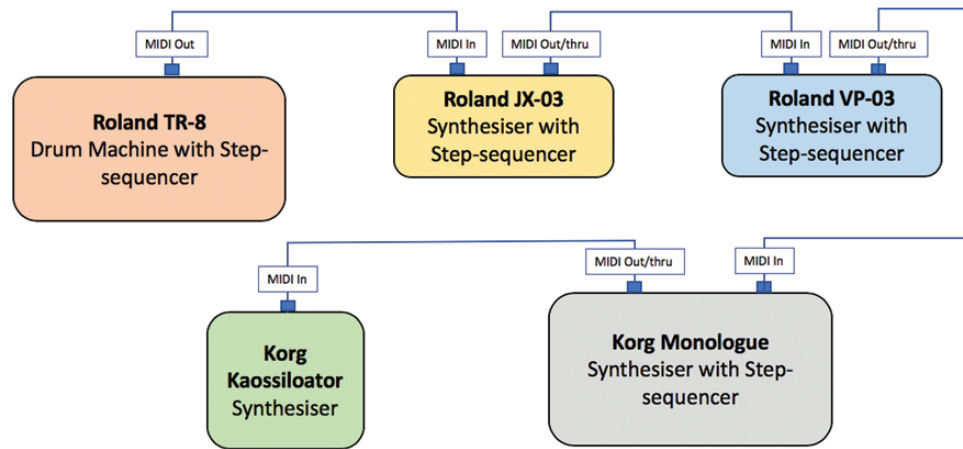 MIDI Out
MIDI In
MIDI Out/thru
MIDI In
MIDI Out/thru
Roland TR-8
Drum Machine with Step-
sequencer
Roland JX-03
Synthesiser with
Step-sequencer
Roland VP-03
Synthesiser with
Step-sequencer
MIDI In
MIDI Out/thru
MIDI In
Korg
Kaossiloator
Synthesiser
Korg Monologue
Synthesiser with Step-
sequencer